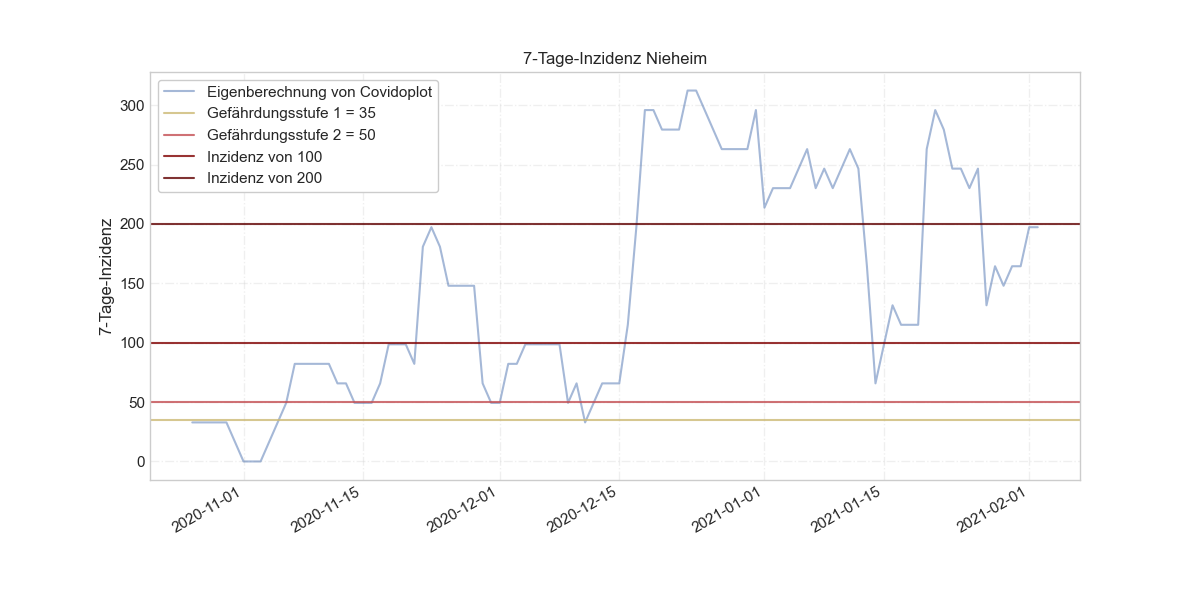 7-Tage-Inzidenz Nieheim
Eigenberechnung von Covidoplot
Gefährdungsstufe 1 = 35
Gefährdungsstufe 2 = 50
Inzidenz von 100
Inzidenz von 200
7-Tage-Inzidenz
300
250
200
150
100
50
0
2020-11-01
2020-11-15
2020-12-01
2020-12-15
2021-01-01
2021-01-15
2021-02-01